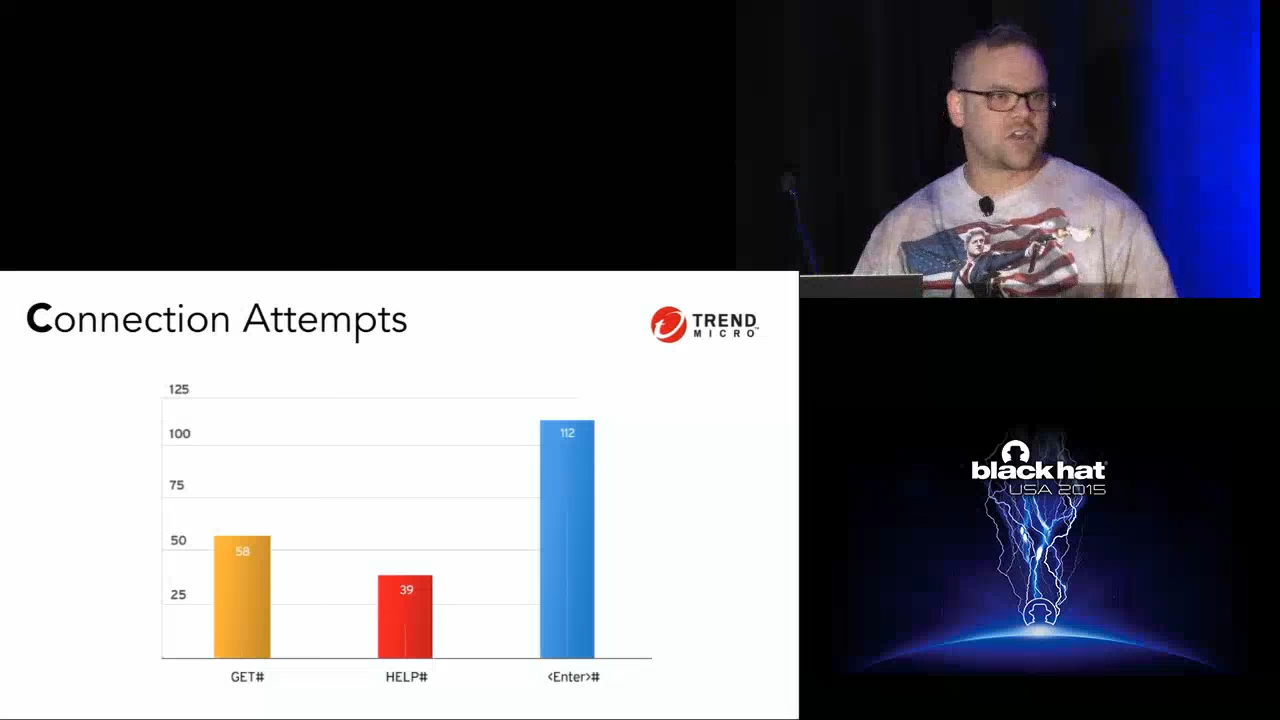 Connection Attempts
TREND
MICRO
125
100
75
50
25
58
39
112
GET#
HELP#
<Enter>#
black hat
USA 2015